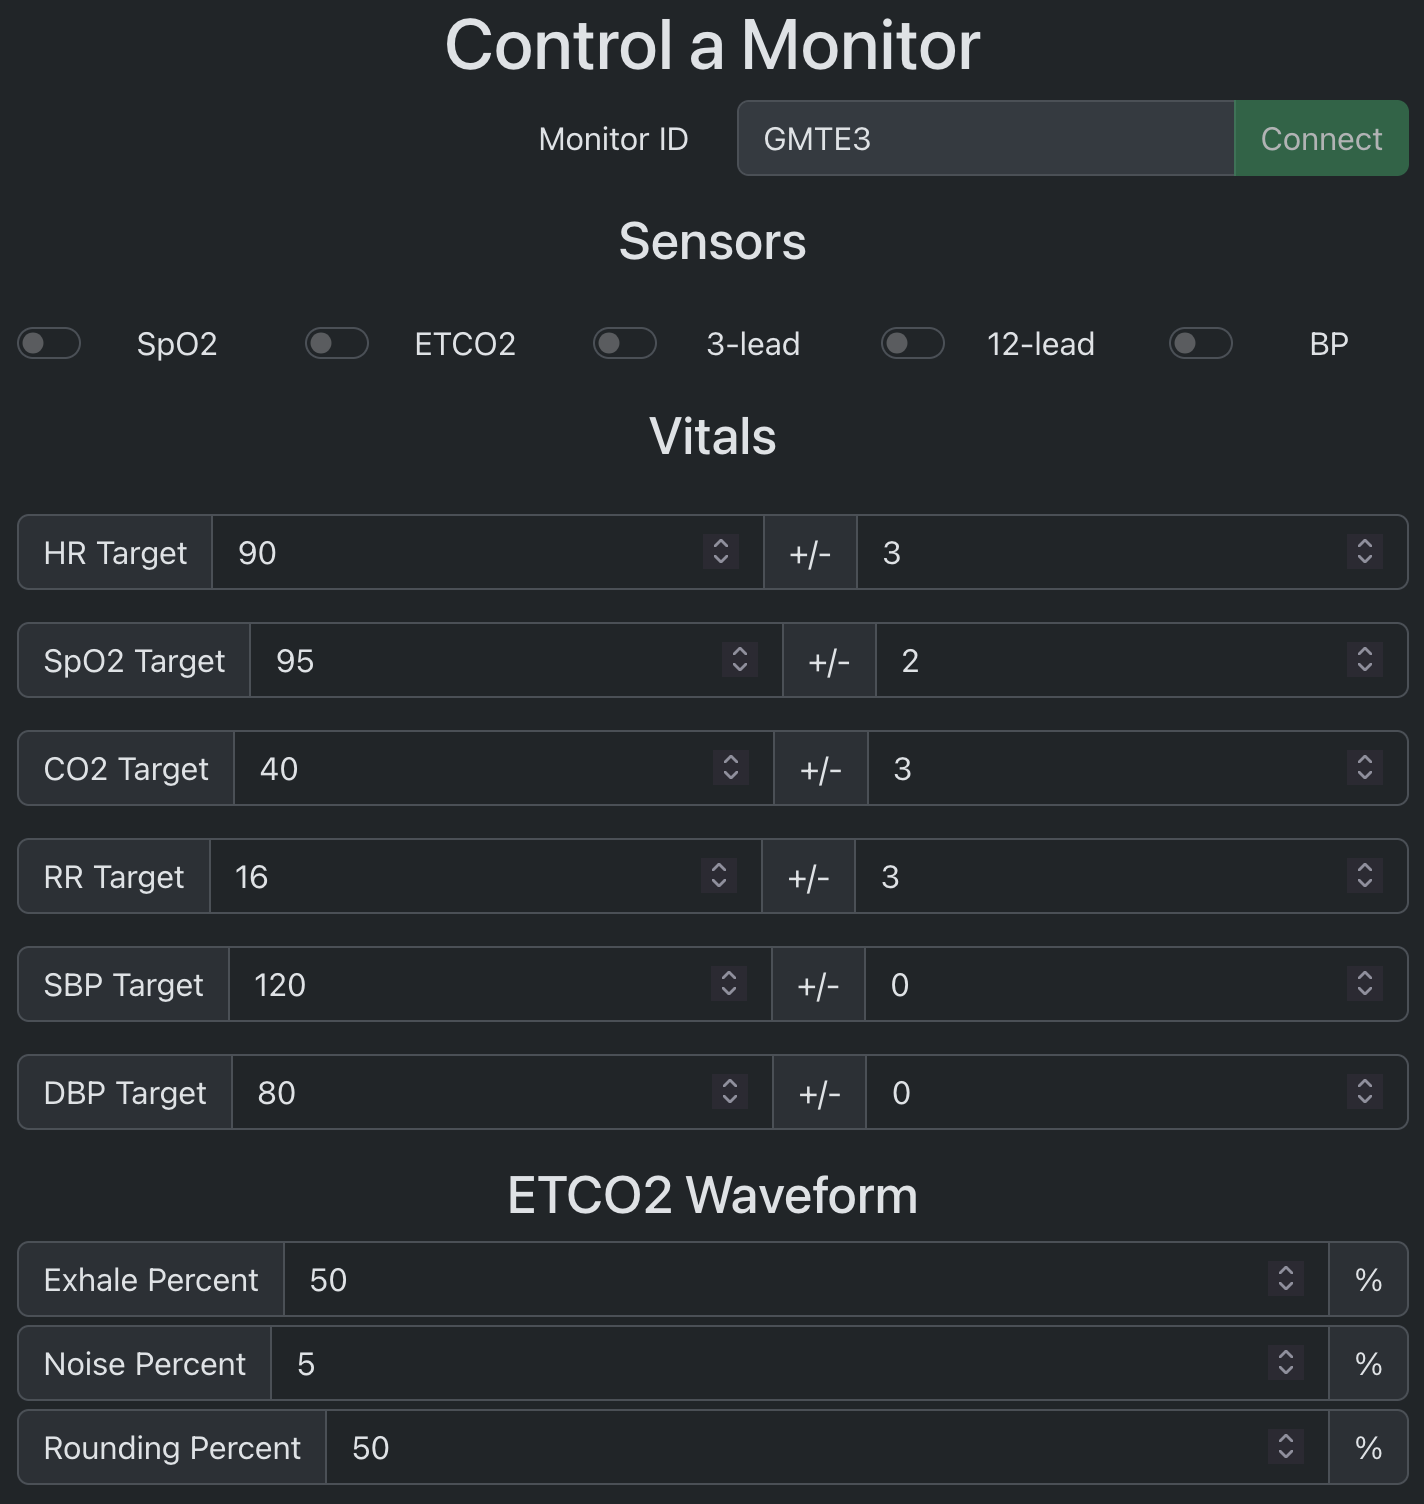 Control a Monitor
Monitor ID GMTE3 Connect
Sensors
SpO2 ETCO2 3-lead 12-lead BP
Vitals
HR Target 90 +/- 3
SpO2 Target 95 +/- 2
CO2 Target 40 +/- 3
RR Target 16 +/- 3
SBP Target 120 +/- 0
DBP Target 80 +/- 0
ETCO2 Waveform
Exhale Percent 50 %
Noise Percent 5 %
Rounding Percent 50 %